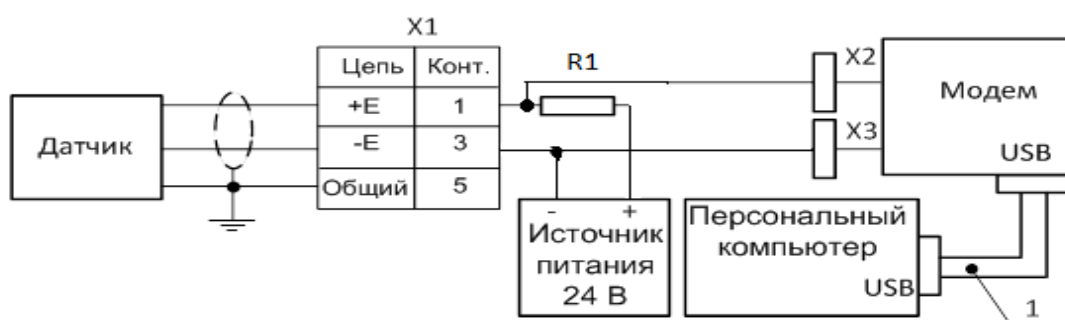 X1
Цепь Конт.
+E 1
-E 3
Общий 5
Датчик
R1
X2
X3
Модем
USB
- +
Источник
питания
24 В
Персональный
компьютер
USB
1